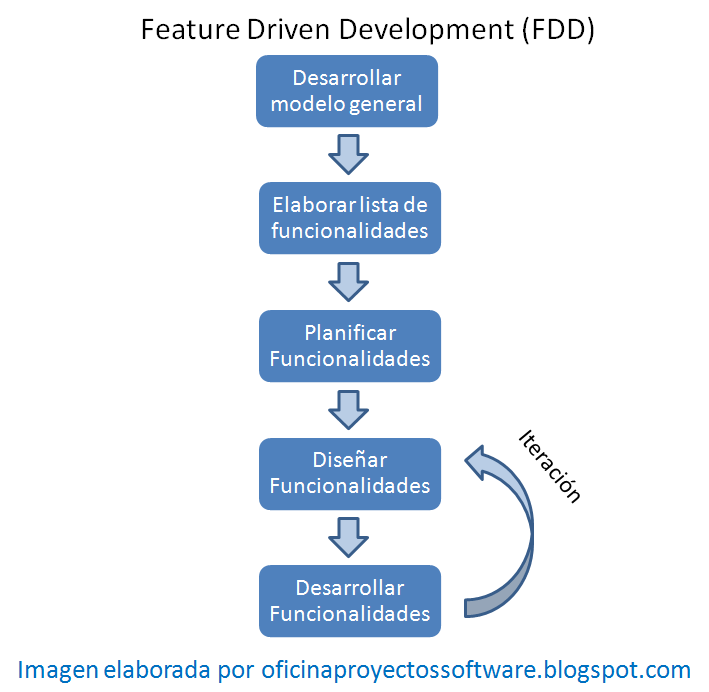 Feature Driven Development (FDD)
Desarrollar
modelo general
Elaborar lista de
funcionalidades
Planificar
Funcionalidades
Diseñar
Funcionalidades
Iteración
Desarrollar
Funcionalidades
Imagen elaborada por oficinaproyectossoftware.blogspot.com